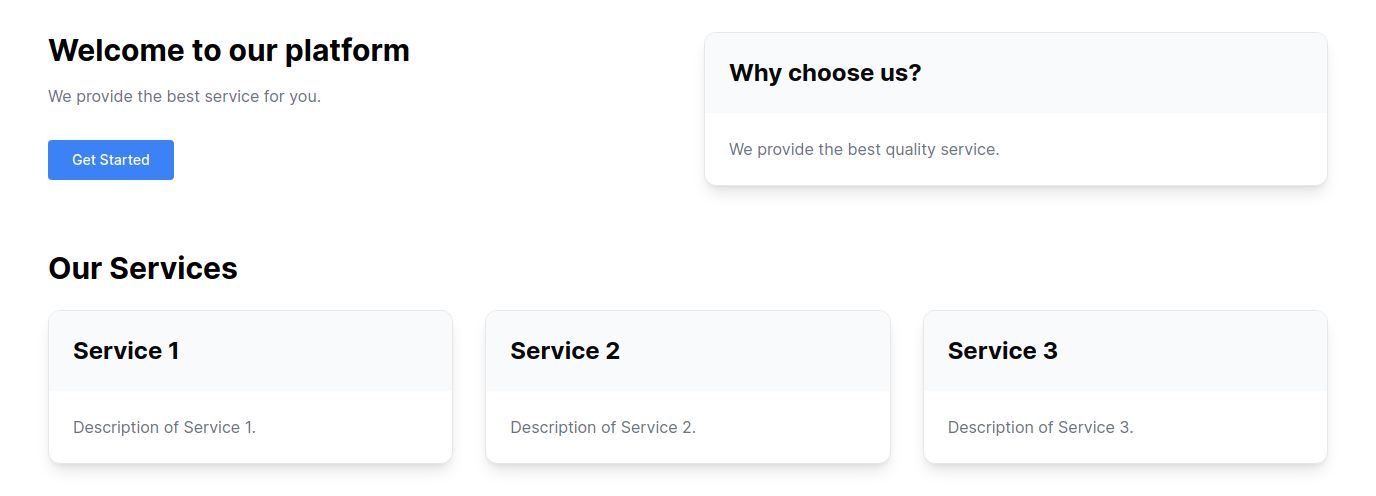 Welcome to our platform
We provide the best service for you.
Get Started
Why choose us?
We provide the best quality service.
Our Services
Service 1
Description of Service 1.
Service 2
Description of Service 2.
Service 3
Description of Service 3.